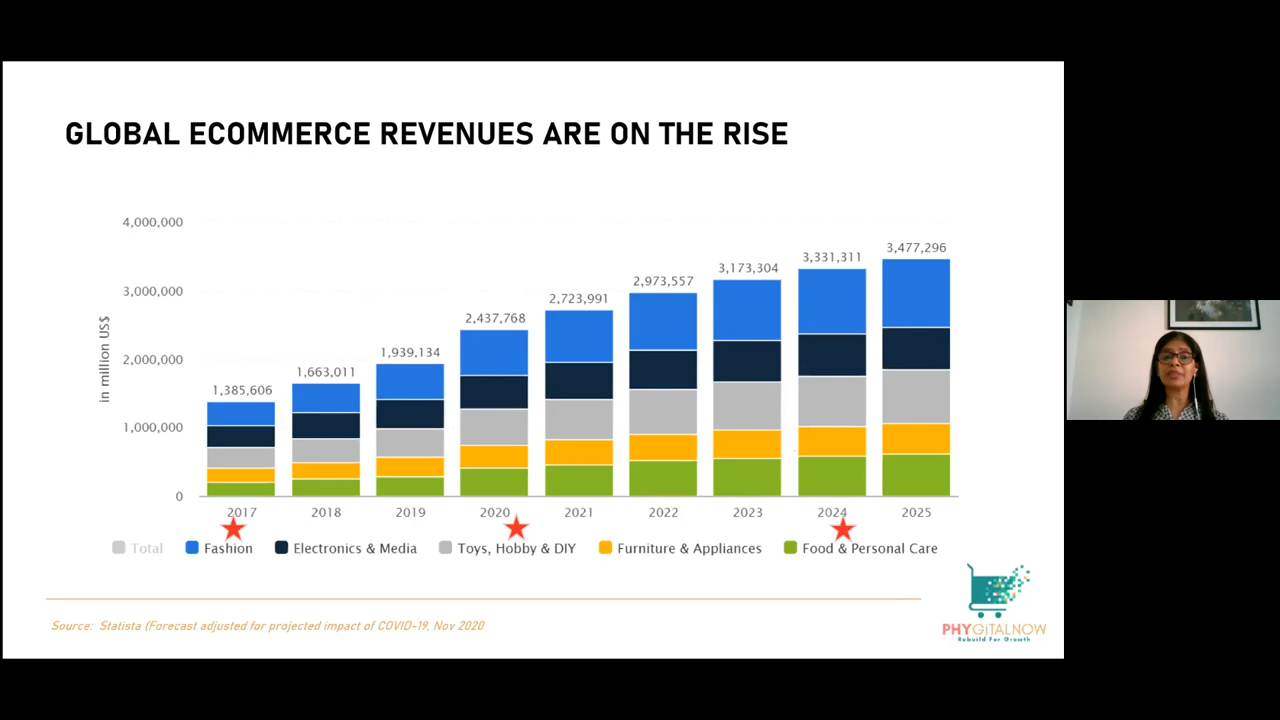 GLOBAL ECOMMERCE REVENUES ARE ON THE RISE
4,000,000
3,000,000
2,000,000
1,000,000
0
in million US$
1,385,606
1,663,011
1,939,134
2,437,768
2,723,991
2,973,557
3,173,304
3,331,311
3,477,296
2017 2018 2019 2020 2021 2022 2023 2024 2025
Total Fashion Electronics & Media Toys, Hobby & DIY Furniture & Appliances Food & Personal Care
Source: Statista (Forecast adjusted for projected impact of COVID-19, Nov 2020
PHYGITALNOW
Rebuild For Growth